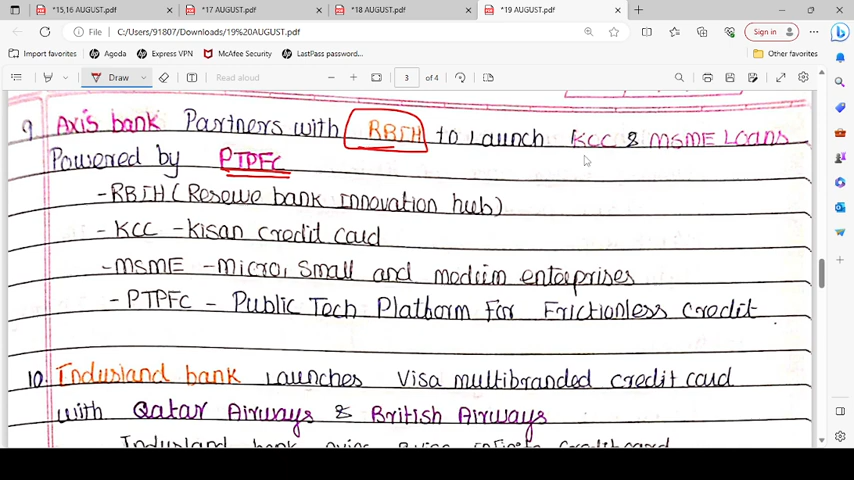 *15,16 AUGUST.pdf
*17 AUGUST.pdf
*18 AUGUST.pdf
*19 AUGUST.pdf
File
C:/Users/91807/Downloads/19%20AUGUST.pdf
Sign in
Import favorites
Agoda
Express VPN
McAfee Security
LastPass password...
Other favorites
Draw
Read aloud
3 of 4
9 Axis bank Partners with RBIH to Launch KCC & MSME Loans
Powered by PTPFC
-RBIH (Reserve bank Innovation hub)
- KCC -Kisan credit card
-MSME -micro, small and medium enterprises
-PTPFC - Public Tech Platform For Frictionless Credit
10. Indusland bank Launches Visa multibranded credit card
with Qatar Airways & British Airways
Indusland bank